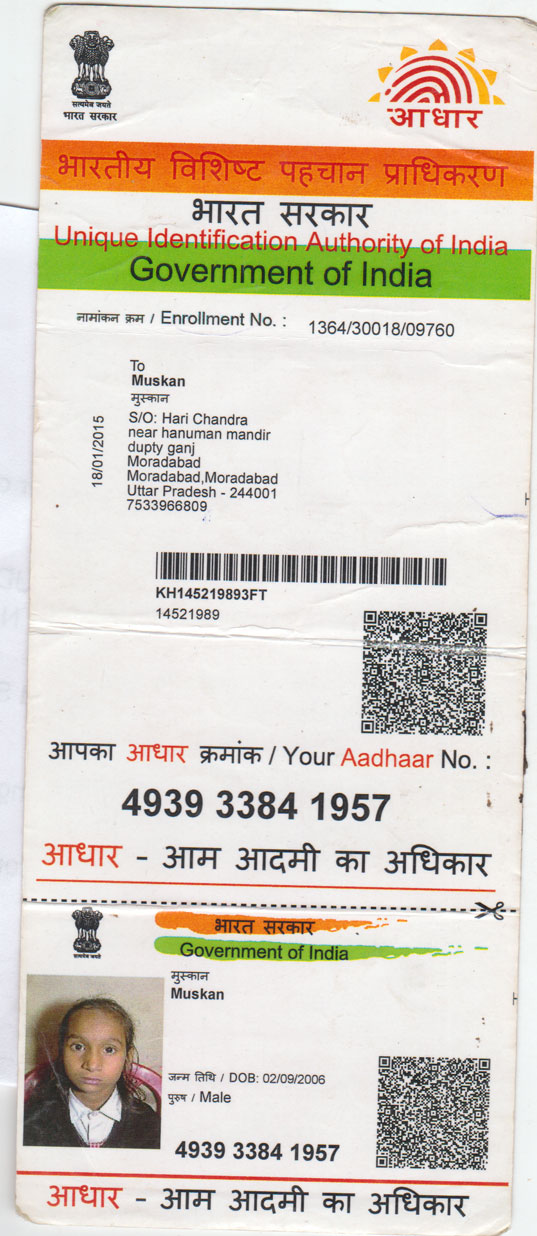 सत्यमेव जयते
भारत सरकार
आधार
भारतीय विशिष्ट पहचान प्राधिकरण
भारत सरकार
Unique Identification Authority of India
Government of India
नामांकन क्रम / Enrollment No. : 1364/30018/09760
To
Muskan
मुस्कान
S/O: Hari Chandra
near hanuman mandir
dupty ganj
Moradabad
Moradabad,Moradabad
Uttar Pradesh - 244001
7533966809
18/01/2015
KH145219893FT
14521989
आपका आधार क्रमांक / Your Aadhaar No. :
4939 3384 1957
आधार - आम आदमी का अधिकार
सत्यमेव जयते
भारत सरकार
Government of India
मुस्कान
Muskan
जन्म तिथि / DOB: 02/09/2006
पुरुष / Male
4939 3384 1957
आधार - आम आदमी का अधिकार